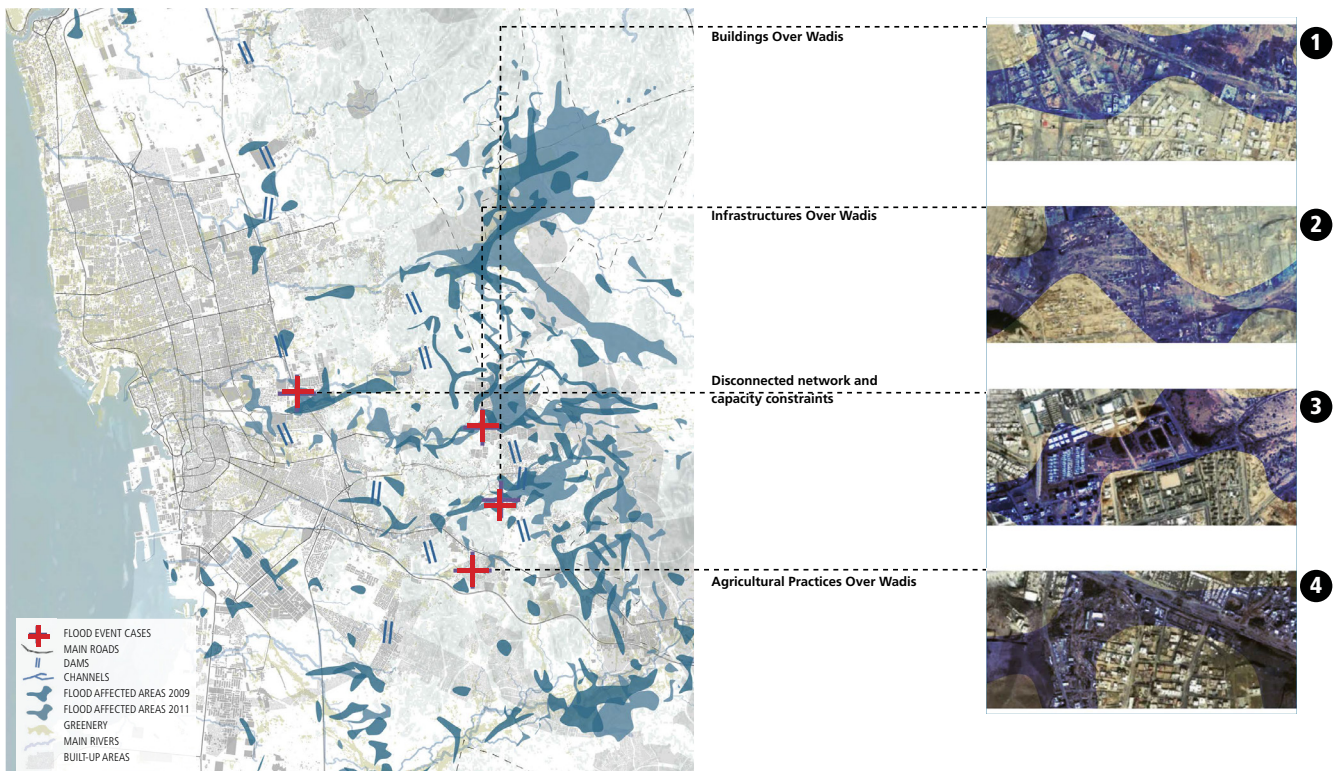 Buildings Over Wadis
1
Infrastructures Over Wadis
2
Disconnected network and
capacity constraints
3
Agricultural Practices Over Wadis
4
FLOOD EVENT CASES
MAIN ROADS
DAMS
CHANNELS
FLOOD AFFECTED AREAS 2009
FLOOD AFFECTED AREAS 2011
GREENERY
MAIN RIVERS
BUILT-UP AREAS